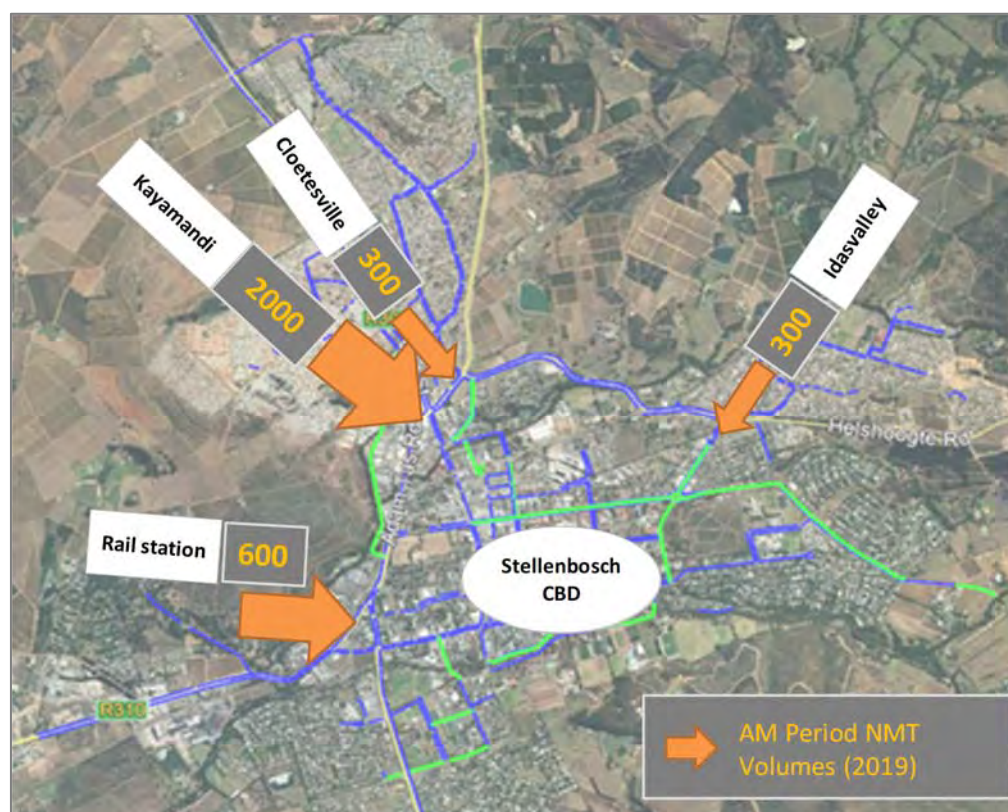 Cloetesville
300
Kayamandi
2000
Idasvalley
300
Helshoogte Rd
Rail station
600
Stellenbosch
CBD
R310
AM Period NMT
Volumes (2019)